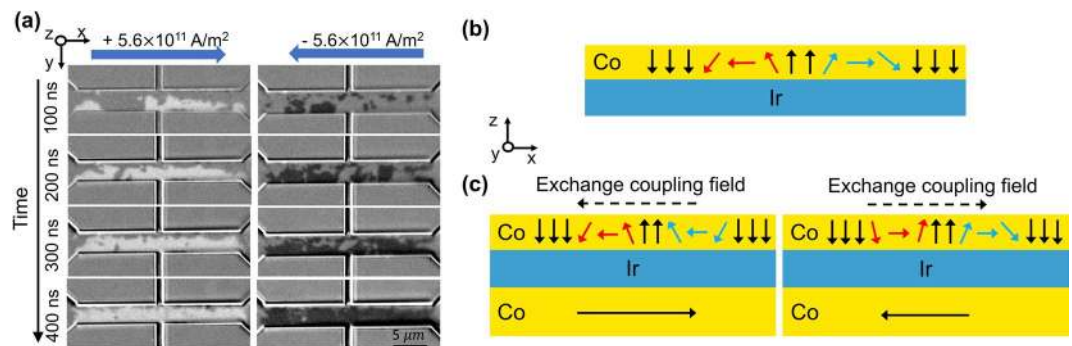 (a)
z
x
y
+ 5.6×10¹¹ A/m²
- 5.6×10¹¹ A/m²
Time
100 ns
200 ns
300 ns
400 ns
5 μm
(b)
Co
Ir
z
y
x
(c)
Exchange coupling field
Exchange coupling field
Co
Co
Ir
Ir
Co
Co